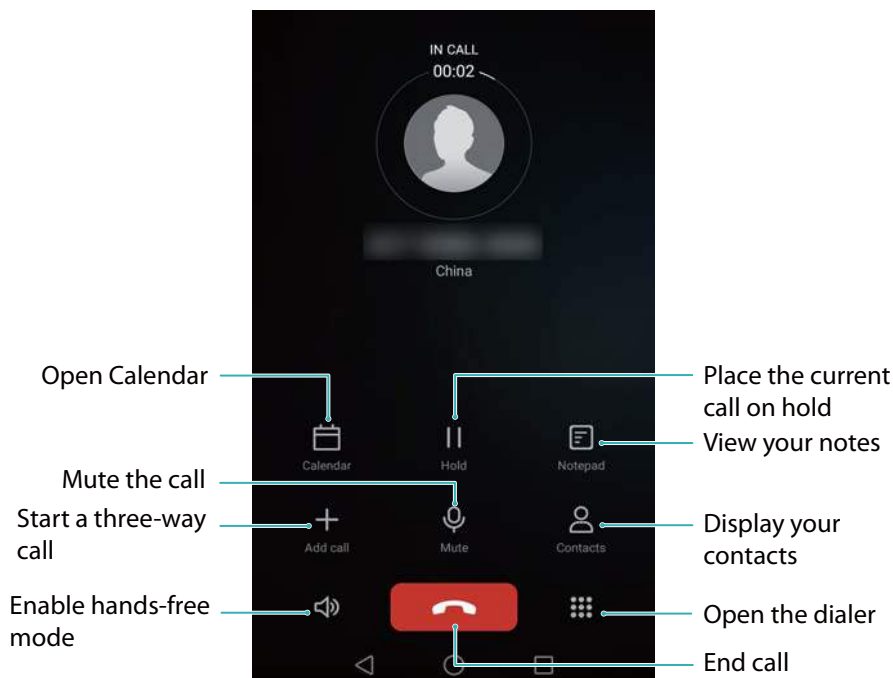 IN CALL
00:02
China
Open Calendar
Place the current
call on hold
View your notes
Calendar
Hold
Notepad
Mute the call
Start a three-way
call
Display your
contacts
Add call
Mute
Contacts
Enable hands-free
mode
Open the dialer
End call